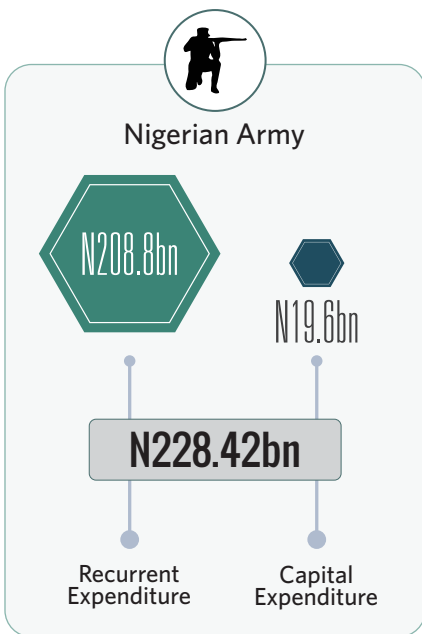 Nigerian Army
N208.8bn
N19.6bn
N228.42bn
Recurrent
Expenditure
Capital
Expenditure